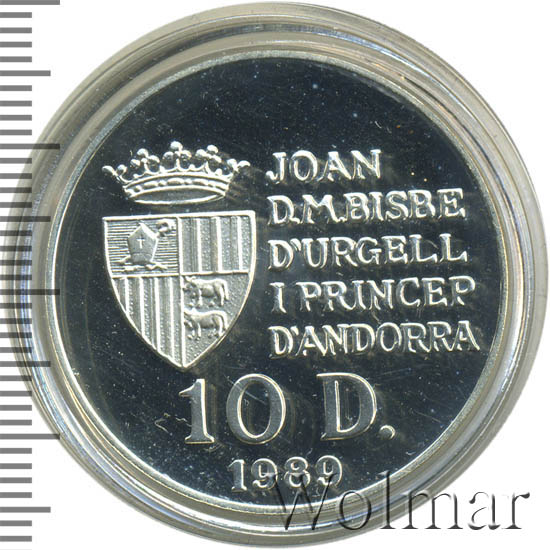 JOAN
D.M.BISBE
D'URGELL
I PRINCEP
D'ANDORRA
10 D.
1989
Wolmar